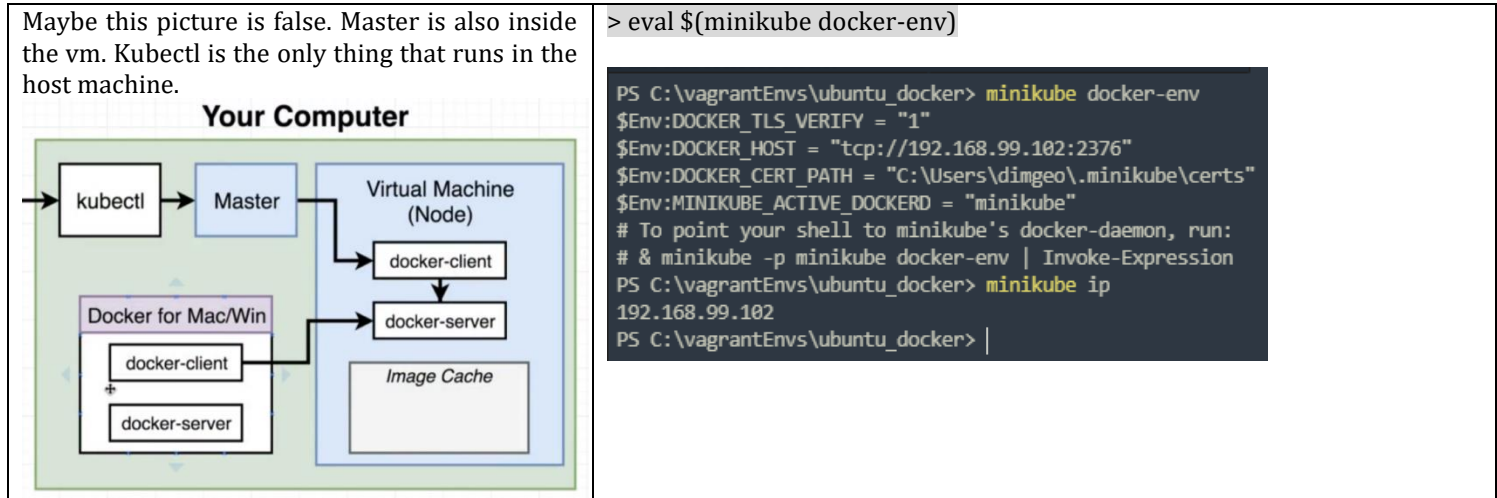 Maybe this picture is false. Master is also inside
the vm. Kubectl is the only thing that runs in the
host machine.
Your Computer
kubectl
Master
Virtual Machine
(Node)
docker-client
docker-server
Image Cache
Docker for Mac/Win
docker-client
docker-server
> eval $(minikube docker-env)
PS C:\vagrantEnvs\ubuntu_docker> minikube docker-env
$Env:DOCKER_TLS_VERIFY = "1"
$Env:DOCKER_HOST = "tcp://192.168.99.102:2376"
$Env:DOCKER_CERT_PATH = "C:\Users\dimgeo\.minikube\certs"
$Env:MINIKUBE_ACTIVE_DOCKERD = "minikube"
# To point your shell to minikube's docker-daemon, run:
# & minikube -p minikube docker-env | Invoke-Expression
PS C:\vagrantEnvs\ubuntu_docker> minikube ip
192.168.99.102
PS C:\vagrantEnvs\ubuntu_docker>